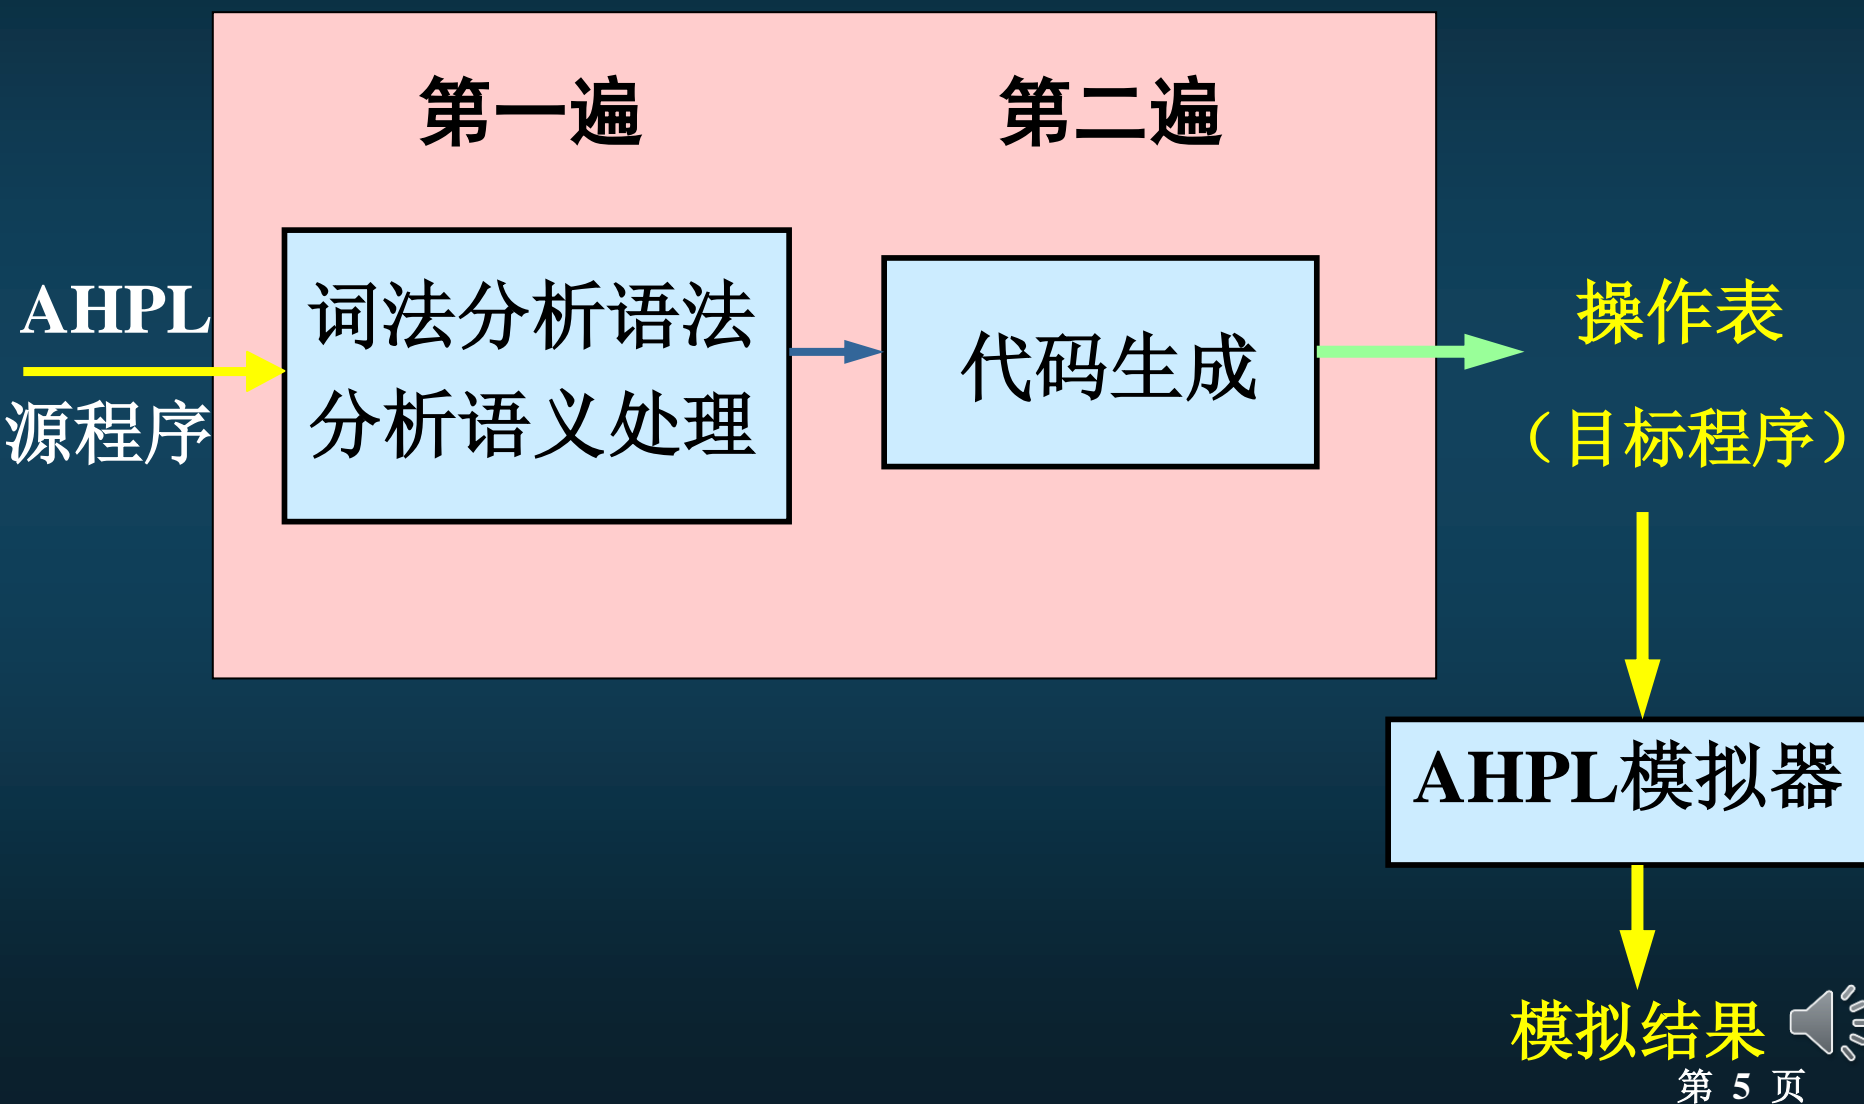 第一遍
第二遍
AHPL
源程序
词法分析语法
分析语义处理
代码生成
操作表
（目标程序）
AHPL模拟器
模拟结果
第 5 页